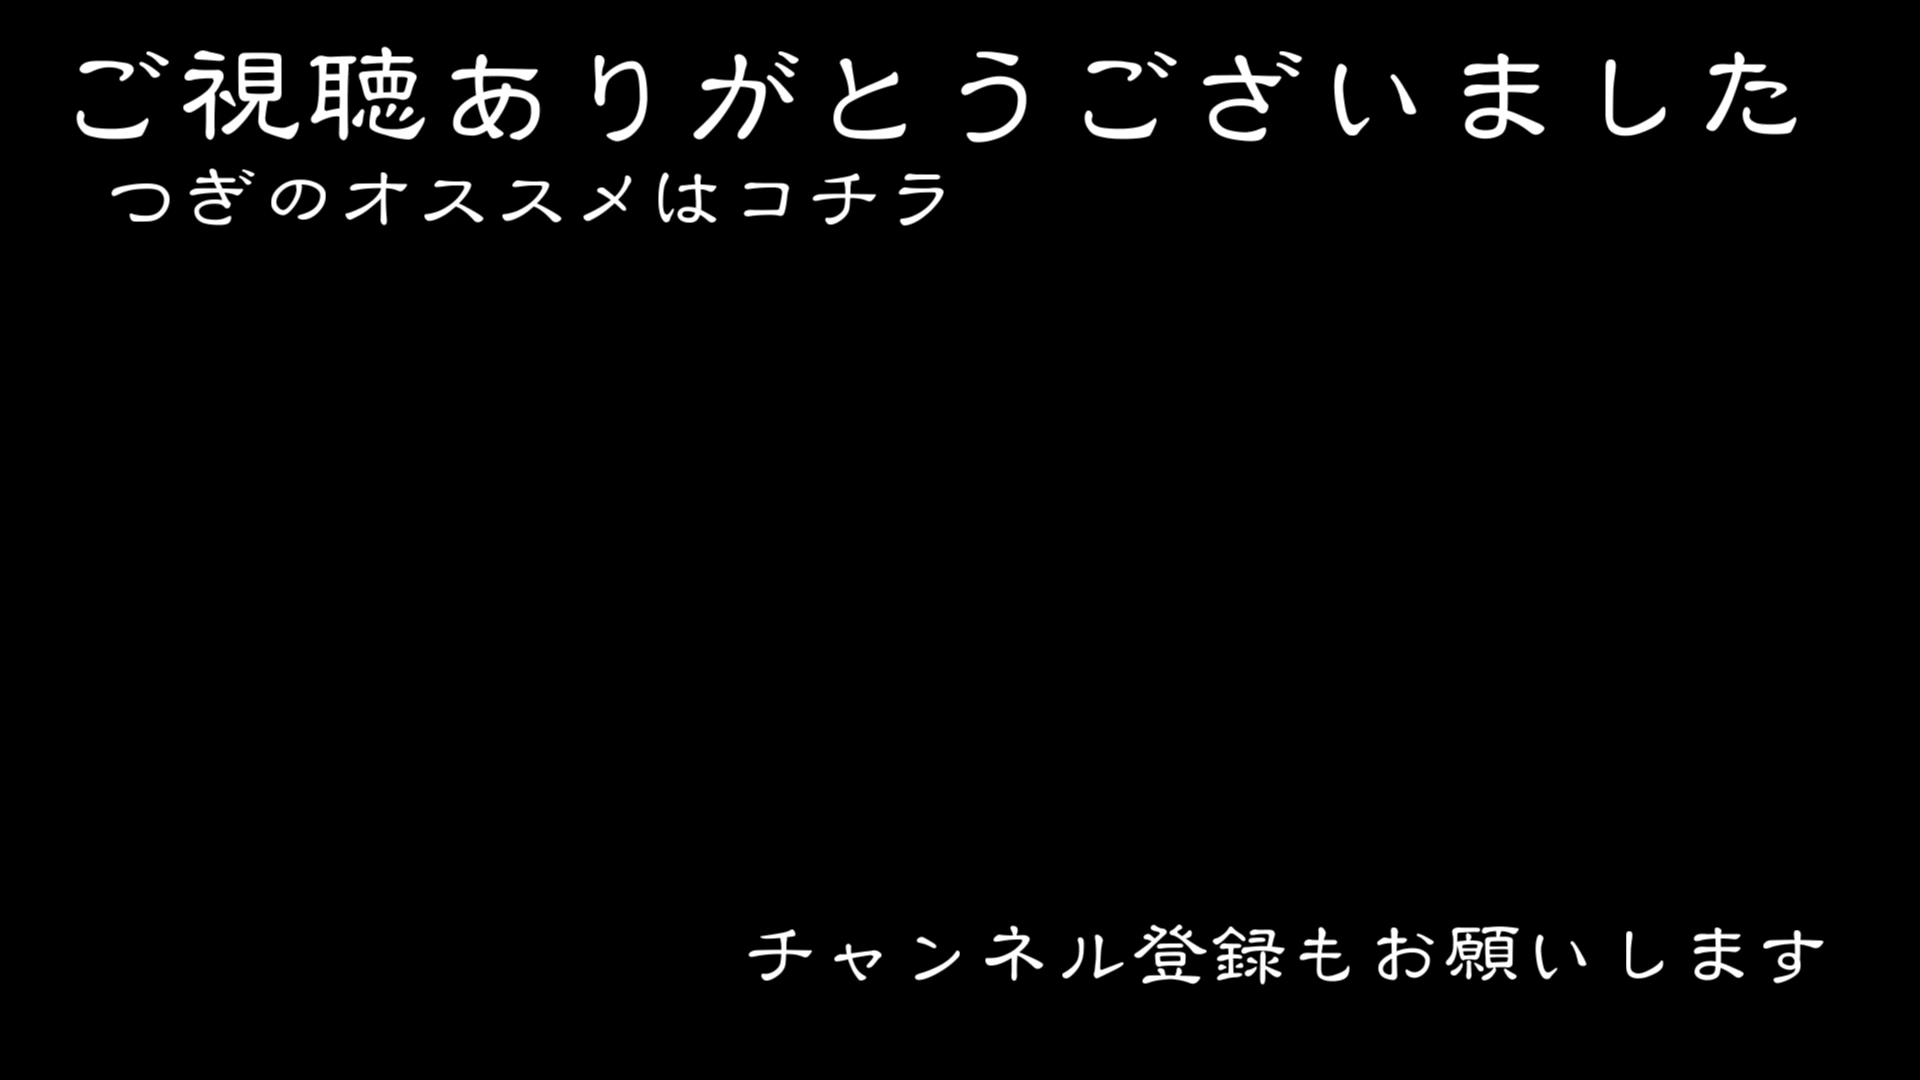 ご視聴ありがとうございました
つぎのオススメはコチラ
チャンネル登録もお願いします